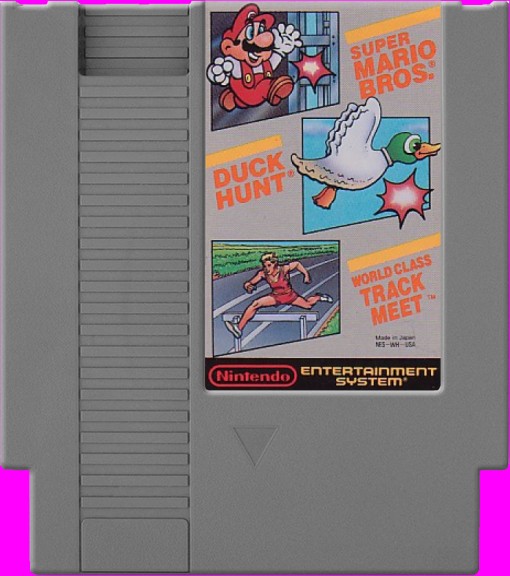 SUPER
MARIO
BROS.®
DUCK
HUNT®
WORLD CLASS
TRACK
MEET™
Made in Japan
NES-WH-USA
Nintendo®
ENTERTAINMENT
SYSTEM®